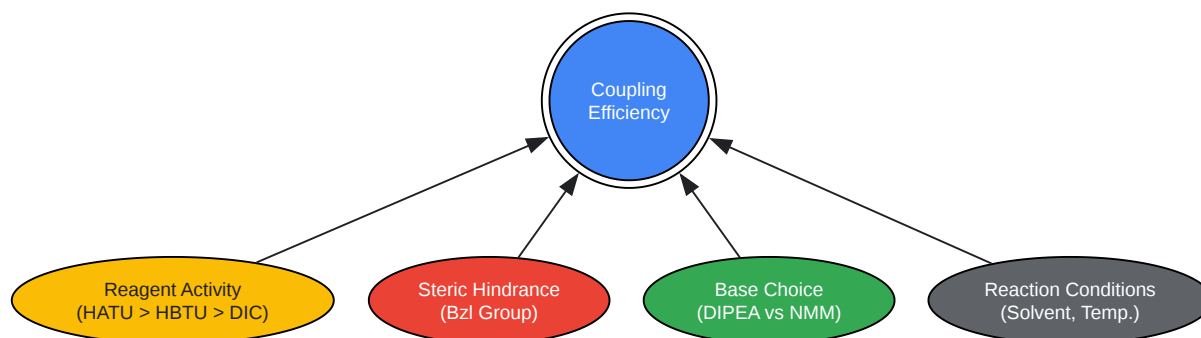 Coupling
Efficiency
Reagent Activity
(HATU > HBTU > DIC)
Steric Hindrance
(Bzl Group)
Base Choice
(DIPEA vs NMM)
Reaction Conditions
(Solvent, Temp.)